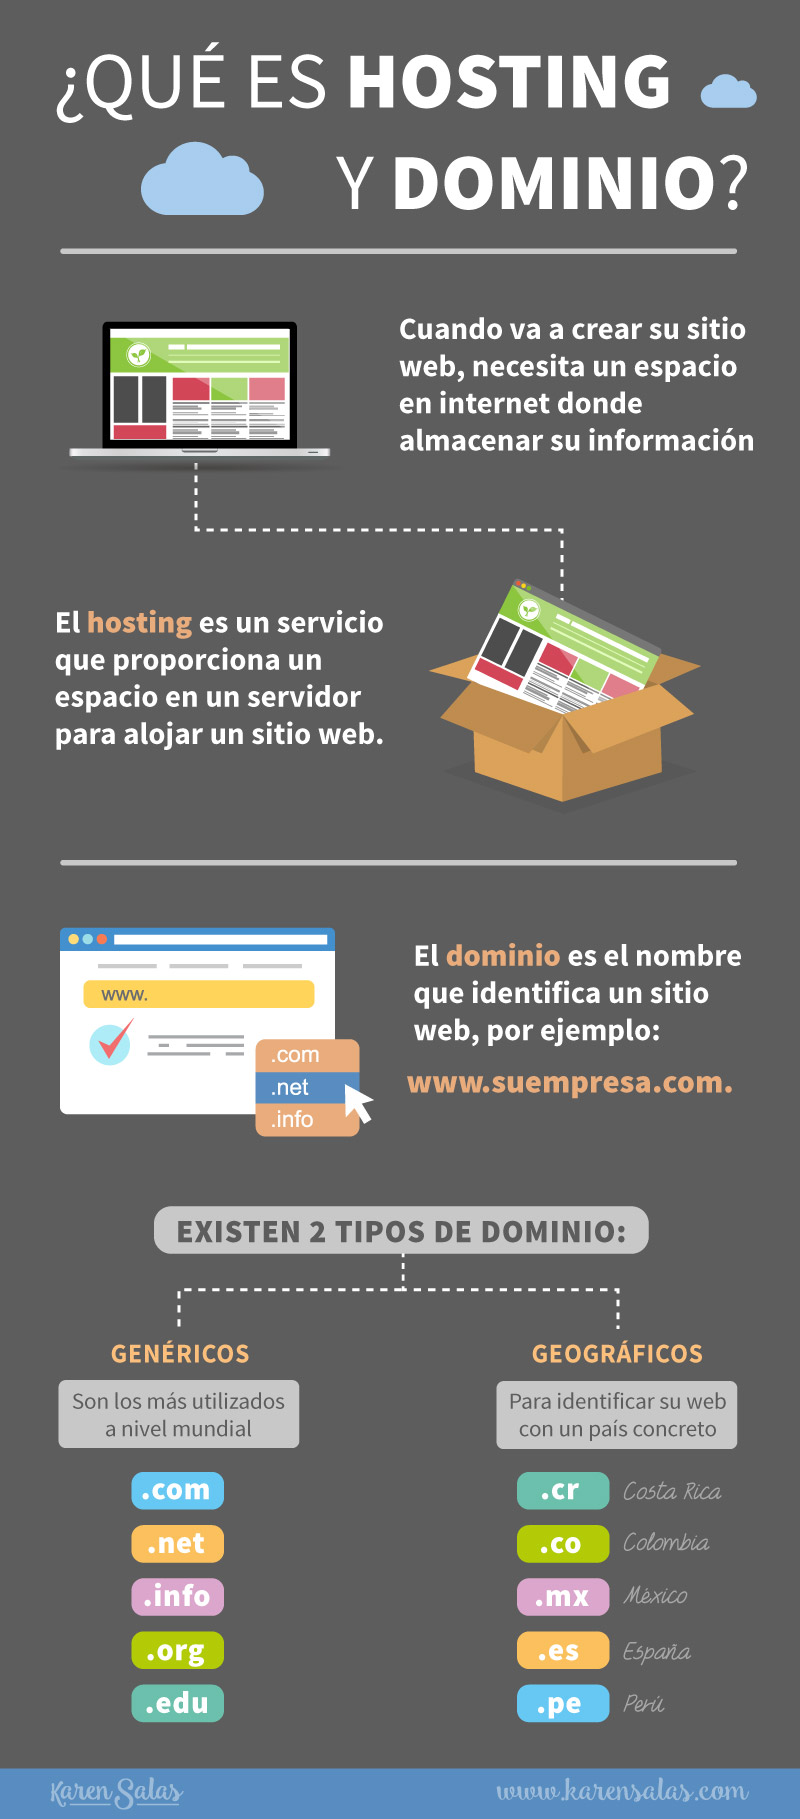 ¿QUÉ ES HOSTING
Y DOMINIO?
Cuando va a crear su sitio
web, necesita un espacio
en internet donde
almacenar su información
El hosting es un servicio
que proporciona un
espacio en un servidor
para alojar un sitio web.
El dominio es el nombre
que identifica un sitio
web, por ejemplo:
www.suempresa.com.
www.
.com
.net
.info
EXISTEN 2 TIPOS DE DOMINIO:
GENÉRICOS
Son los más utilizados
a nivel mundial
.com
.net
.info
.org
.edu
GEOGRÁFICOS
Para identificar su web
con un país concreto
.cr Costa Rica
.co Colombia
.mx México
.es España
.pe Perú
Karen Salas
www.karensalas.com